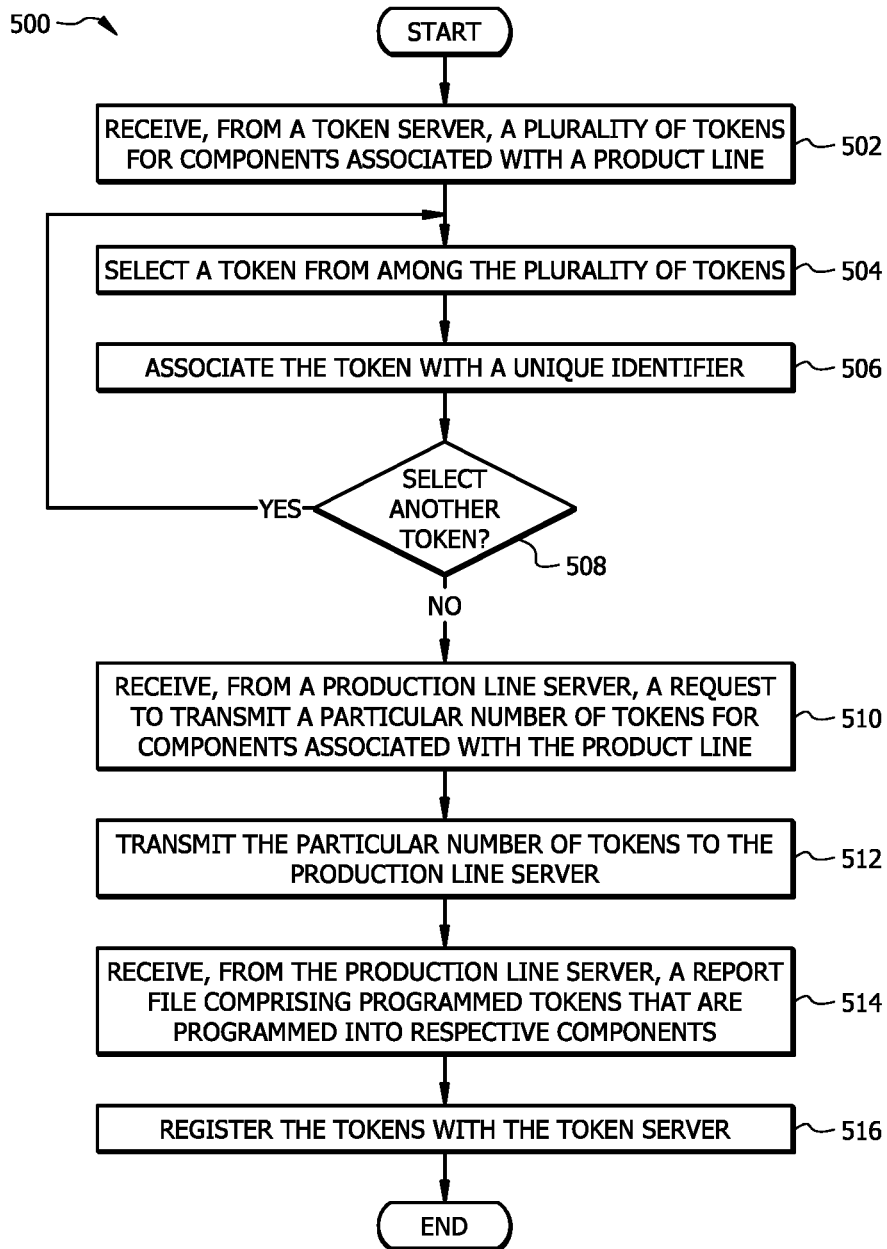 500
START
RECEIVE, FROM A TOKEN SERVER, A PLURALITY OF TOKENS
FOR COMPONENTS ASSOCIATED WITH A PRODUCT LINE
502
SELECT A TOKEN FROM AMONG THE PLURALITY OF TOKENS
504
ASSOCIATE THE TOKEN WITH A UNIQUE IDENTIFIER
506
SELECT
ANOTHER
TOKEN?
YES
508
NO
RECEIVE, FROM A PRODUCTION LINE SERVER, A REQUEST
TO TRANSMIT A PARTICULAR NUMBER OF TOKENS FOR
COMPONENTS ASSOCIATED WITH THE PRODUCT LINE
510
TRANSMIT THE PARTICULAR NUMBER OF TOKENS TO THE
PRODUCTION LINE SERVER
512
RECEIVE, FROM THE PRODUCTION LINE SERVER, A REPORT
FILE COMPRISING PROGRAMMED TOKENS THAT ARE
PROGRAMMED INTO RESPECTIVE COMPONENTS
514
REGISTER THE TOKENS WITH THE TOKEN SERVER
516
END